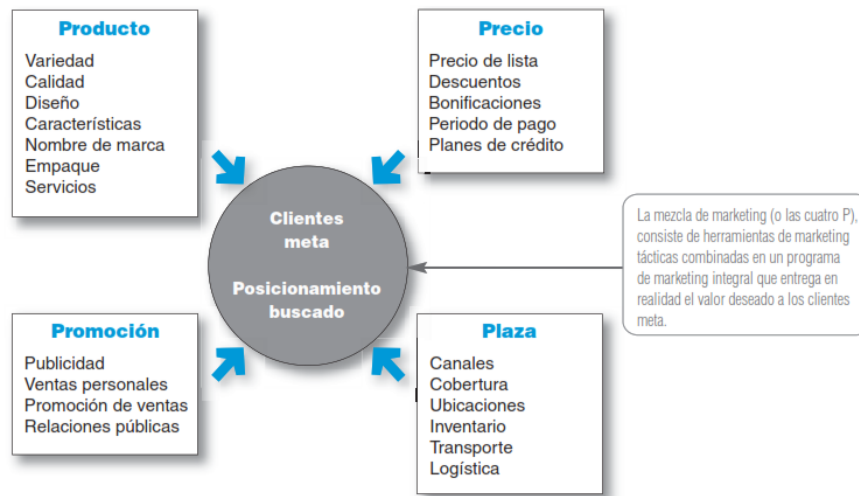 Producto
Variedad
Calidad
Diseño
Características
Nombre de marca
Empaque
Servicios
Precio
Precio de lista
Descuentos
Bonificaciones
Periodo de pago
Planes de crédito
Clientes
meta
Posicionamiento
buscado
La mezcla de marketing (o las cuatro P),
consiste de herramientas de marketing
tácticas combinadas en un programa
de marketing integral que entrega en
realidad el valor deseado a los clientes
meta.
Promoción
Publicidad
Ventas personales
Promoción de ventas
Relaciones públicas
Plaza
Canales
Cobertura
Ubicaciones
Inventario
Transporte
Logística